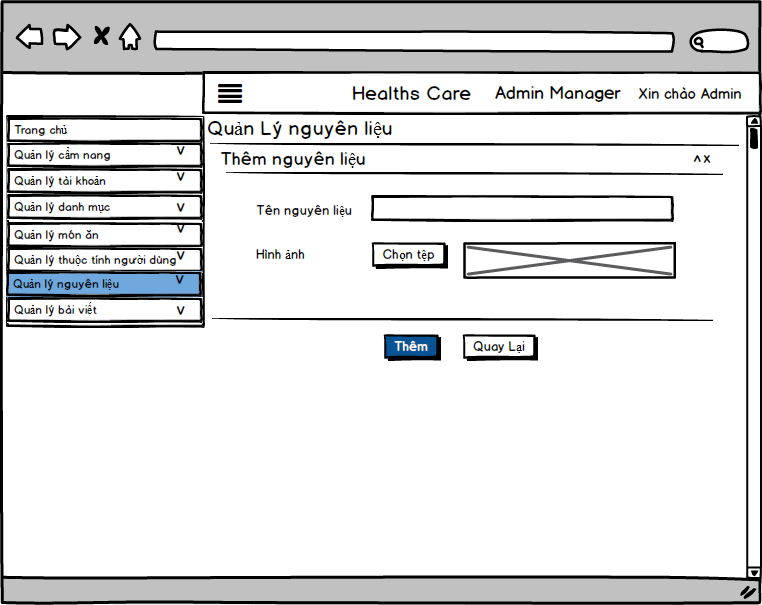 Healths Care Admin Manager Xin chào Admin
Trang chủ
Quản lý cẩm nang
Quản lý tài khoản
Quản lý danh mục
Quản lý món ăn
Quản lý thuộc tính người dùng
Quản lý nguyên liệu
Quản lý bài viết
Quản Lý nguyên liệu
Thêm nguyên liệu
Tên nguyên liệu
Hình ảnh Chọn tệp
Thêm Quay Lại